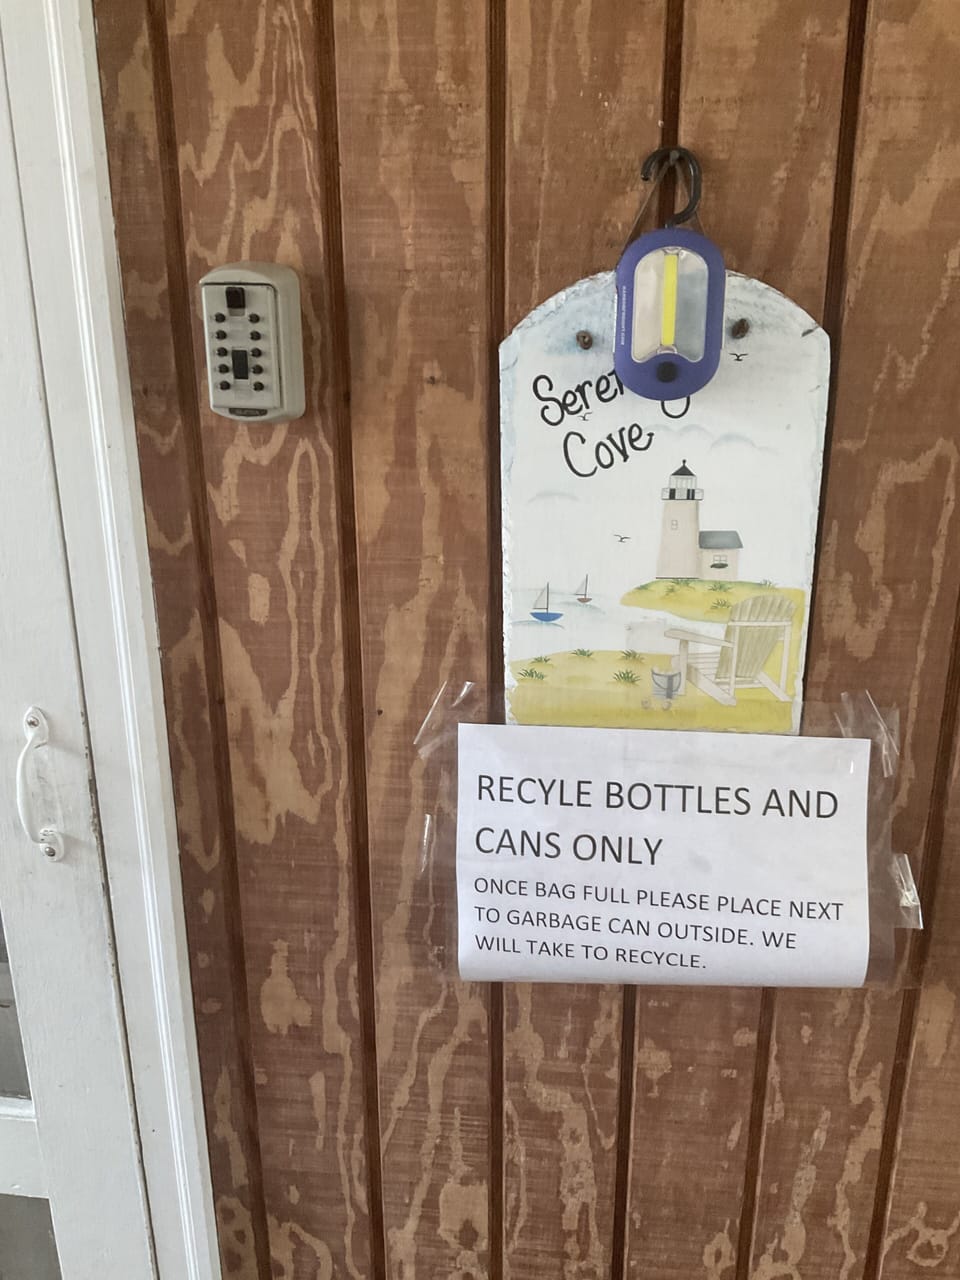 Cove
RECYLE BOTTLES AND
CANS ONLY
ONCE BAG FULL PLEASE PLACE NEXT
TO GARBAGE CAN OUTSIDE. WE
WILL TAKE TO RECYCLE.